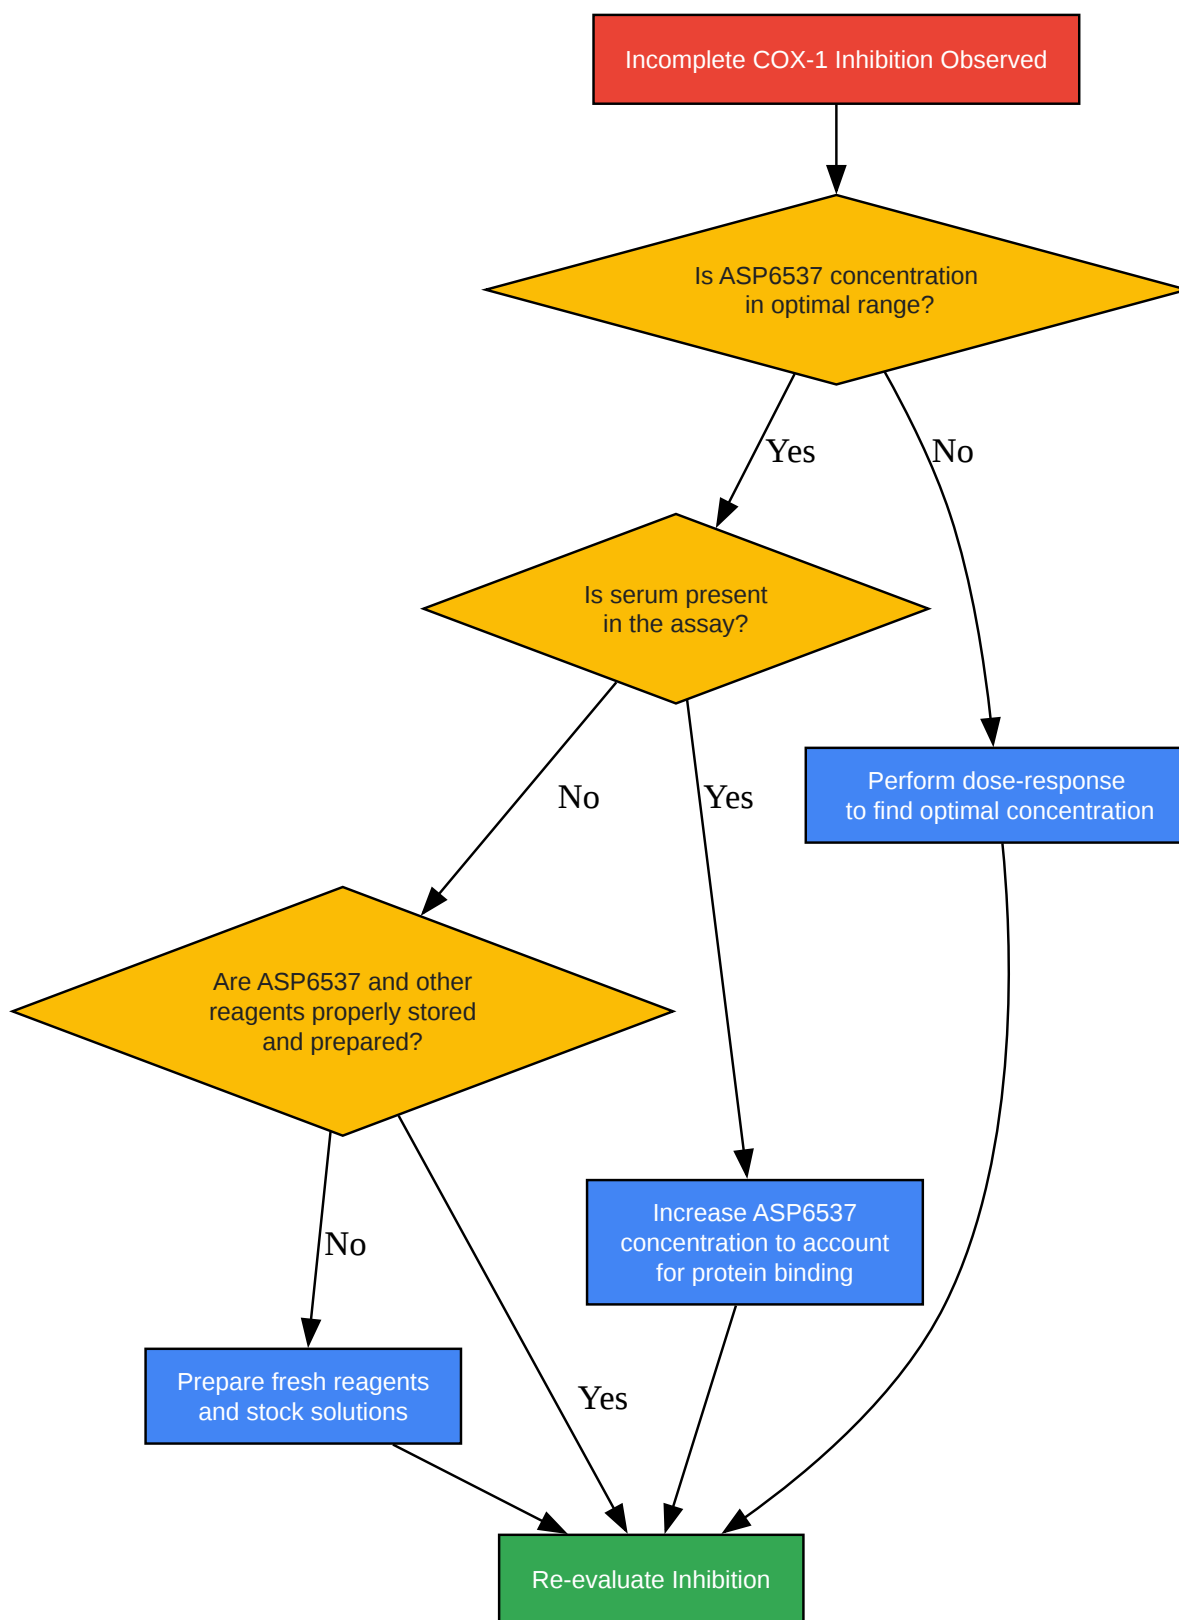 Incomplete COX-1 Inhibition Observed
Is ASP6537 concentration
in optimal range?
Yes
No
Is serum present
in the assay?
No
Yes
Perform dose-response
to find optimal concentration
Are ASP6537 and other
reagents properly stored
and prepared?
No
Increase ASP6537
concentration to account
for protein binding
Prepare fresh reagents
and stock solutions
Yes
Re-evaluate Inhibition